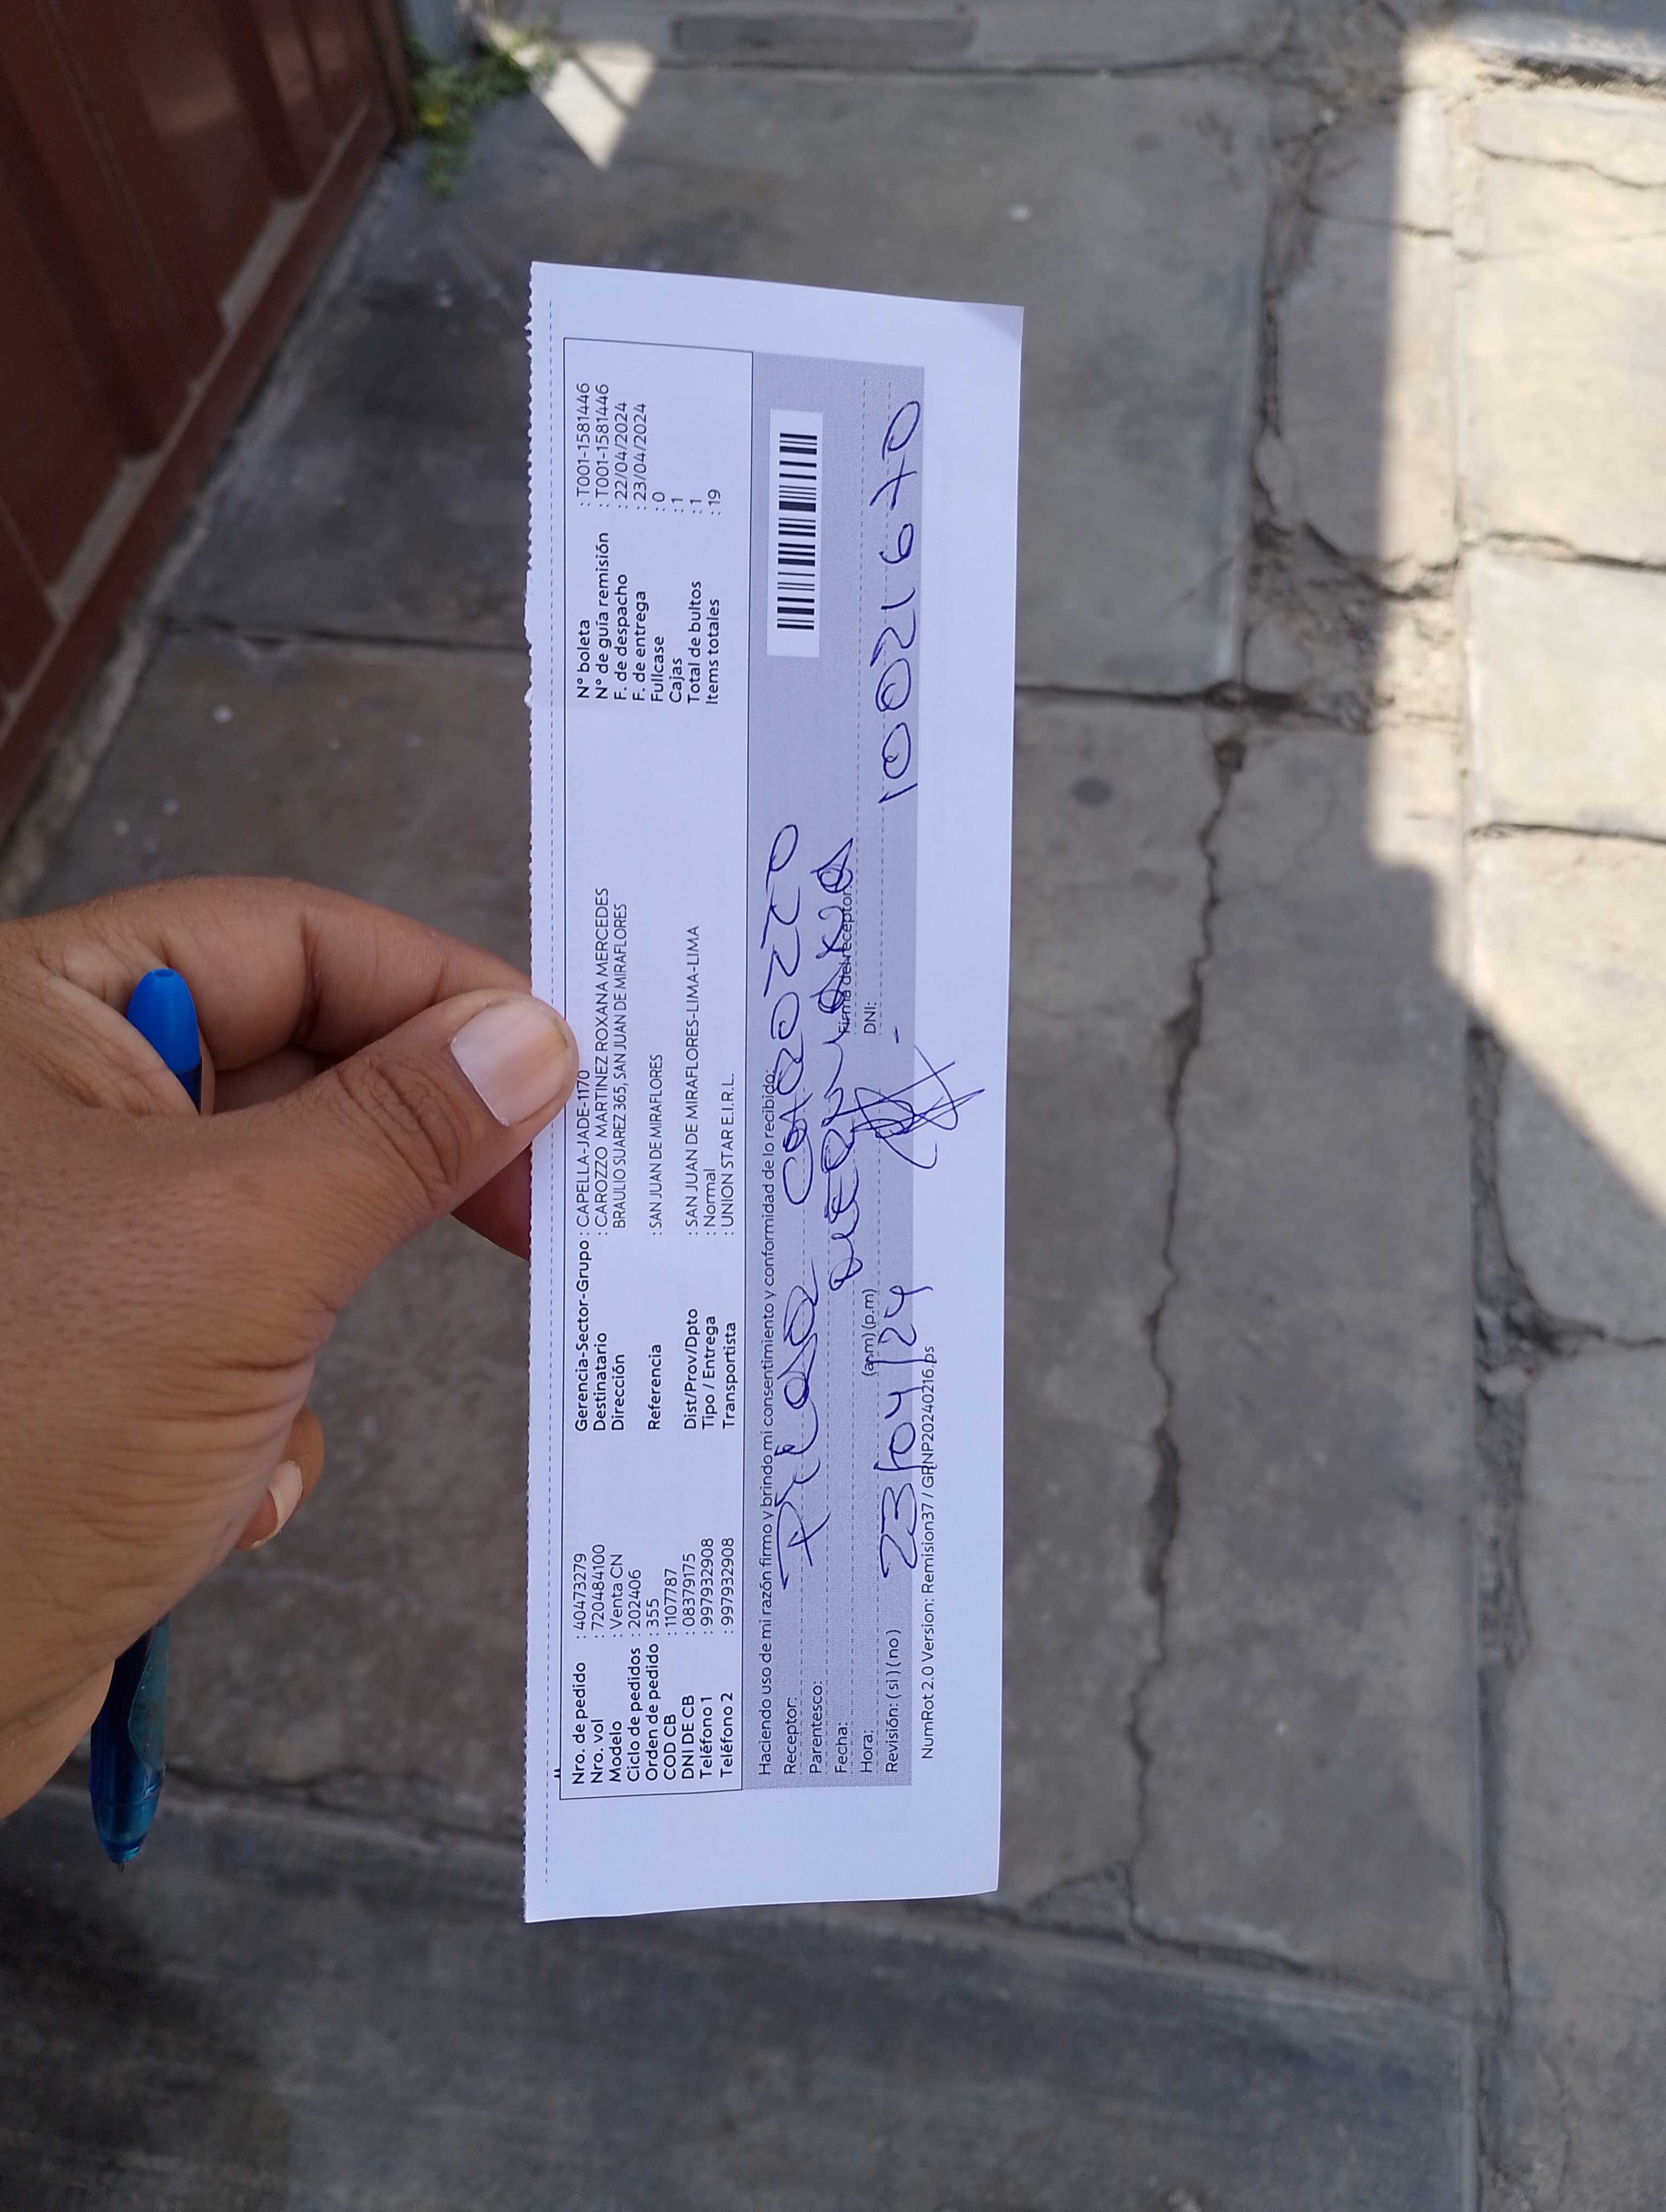 Nro. de pedido : 40473279 Gerencia-Sector-Grupo : CAPELLA-JADE-1170 N° boleta : T001-1581446
Nro. vol : 720484100 Destinatario : CAROZZO MARTINEZ ROXANA MERCEDES N° de guía remisión : T001-1581446
Modelo : Venta CN Dirección BRAULIO SUAREZ 365, SAN JUAN DE MIRAFLORES F. de despacho : 22/04/2024
Ciclo de pedidos : 202406 F. de entrega : 23/04/2024
Orden de pedido : 355 Referencia : SAN JUAN DE MIRAFLORES Fullcase : 0
COD CB : 1107787 Cajas : 1
DNI DE CB : 08379175 Dist/Prov/Dpto : SAN JUAN DE MIRAFLORES-LIMA-LIMA Total de bultos : 1
Teléfono 1 : 997932908 Tipo / Entrega : Normal Items totales : 19
Teléfono 2 : 997932908 Transportista : UNION STAR E.I.R.L.
Haciendo uso de mi razón firmo y brindo mi consentimiento y conformidad de lo recibido:
Receptor: Pilar Carozzo
Parentesco:
Fecha: Firma del receptor
Hora: (a.m) (p.m) DNI:
Revisión: ( si ) ( no ) 23/04/24 10021670
NumRot 2.0 Version: Remision37 / GRNP20240216.ps